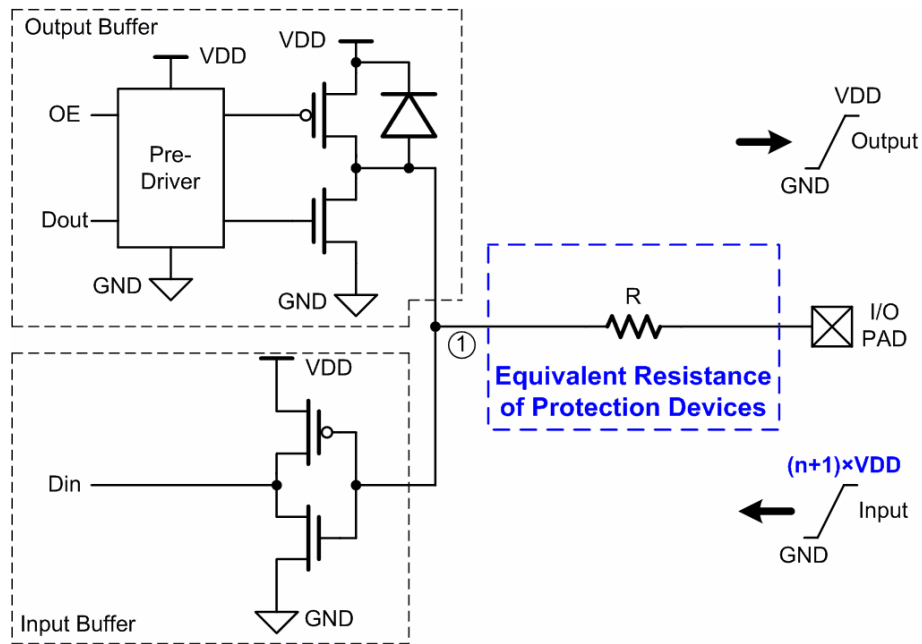 Output Buffer
VDD
VDD
OE
Pre-
Driver
Dout
GND
GND
VDD
Output
GND
R
I/O
PAD
1
Equivalent Resistance
of Protection Devices
VDD
Din
GND
Input Buffer
(n+1)×VDD
Input
GND